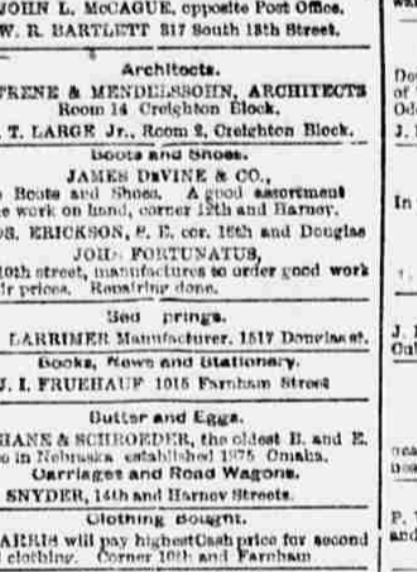 JOHN L. McCAGUE, opposite Post Office.
W. R. BARTLETT 317 South 13th Street.
Architects.
FRENE & MENDELSSOHN, ARCHITECTS
Room 14 Creighton Block.
T. LARGE Jr., Room 2, Creighton Block.
Boots and Shoes.
JAMES DeVINE & CO.,
Boots and Shoes. A good assortment
work on hand, corner 12th and Harney.
ERICKSON, S. E. cor. 16th and Douglas
JOHN FORTUNATUS,
10th street, manufactures to order good work
prices. Repairing done.
Bed prings.
LARRIMER Manufacturer. 1517 Douglas st.
Books, News and Stationery.
J. I. FRUEHAUF 1015 Farnham Street
Butter and Eggs.
SHANE & SCHROEDER, the oldest B. and E.
in Nebraska established 1875 Omaha.
Carriages and Road Wagons.
SNYDER, 14th and Harney Streets.
Clothing Bought.
HARRIS will pay highest Cash price for second
clothing. Corner 10th and Farnham
of
J.
In
J.
P.
and